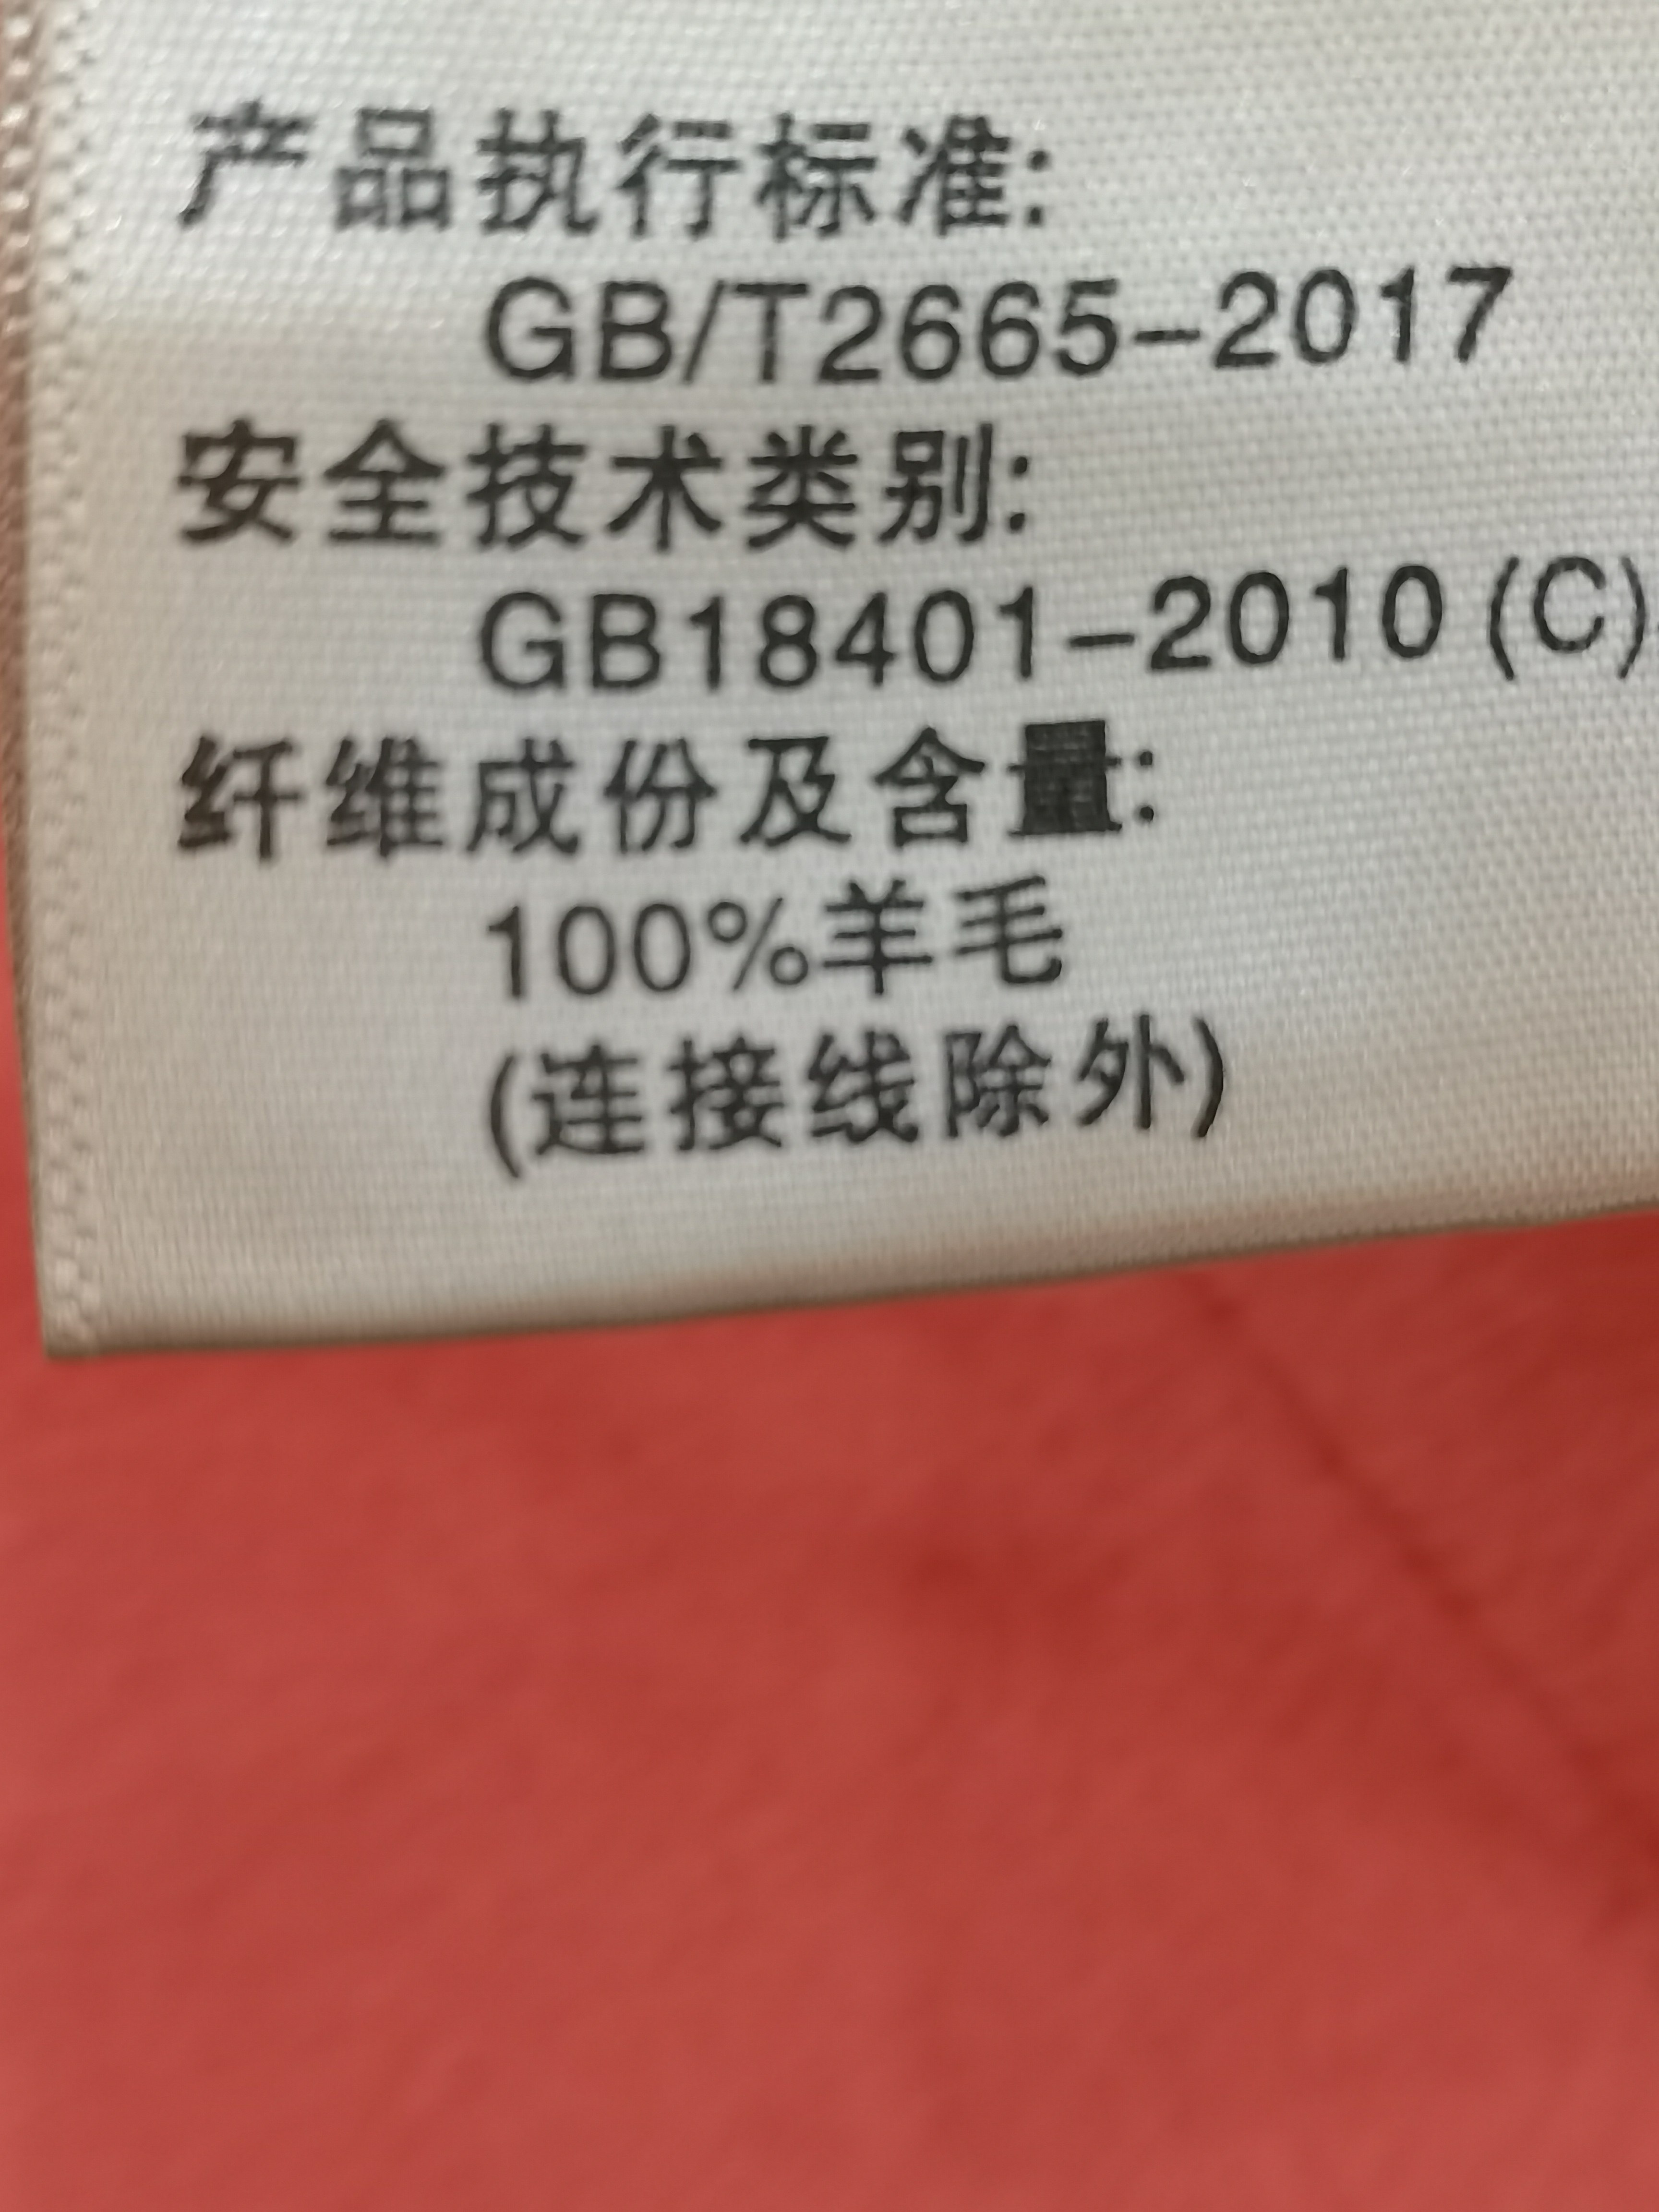 产品执行标准:
GB/T2665-2017
安全技术类别:
GB18401-2010(C)
纤维成份及含量:
100%羊毛
(连接线除外)